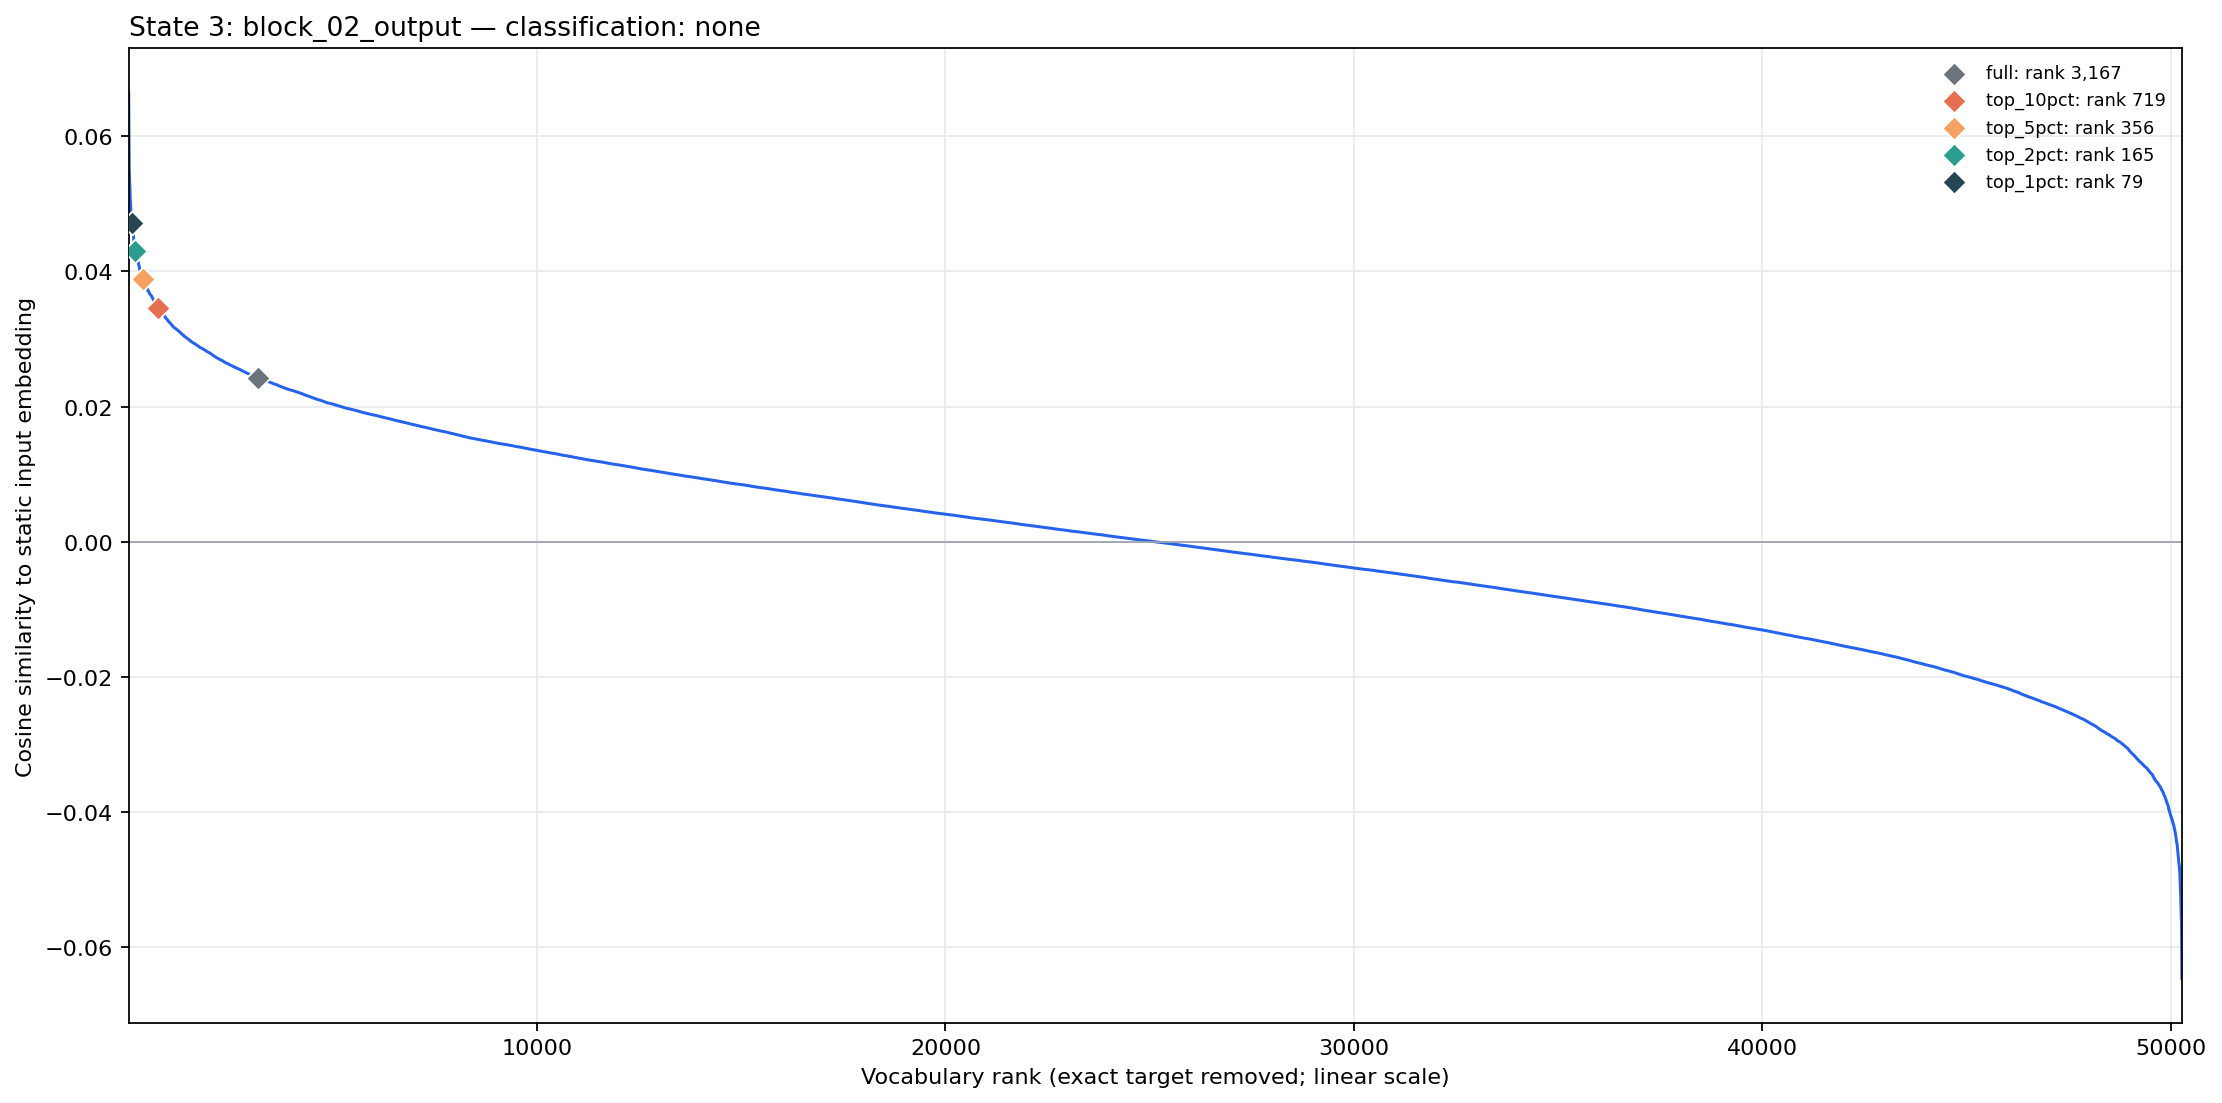 State 3: block_02_output — classification: none
full: rank 3,167
top_10pct: rank 719
top_5pct: rank 356
top_2pct: rank 165
top_1pct: rank 79
Cosine similarity to static input embedding
0.06
0.04
0.02
0.00
−0.02
−0.04
−0.06
10000
20000
30000
40000
50000
Vocabulary rank (exact target removed; linear scale)